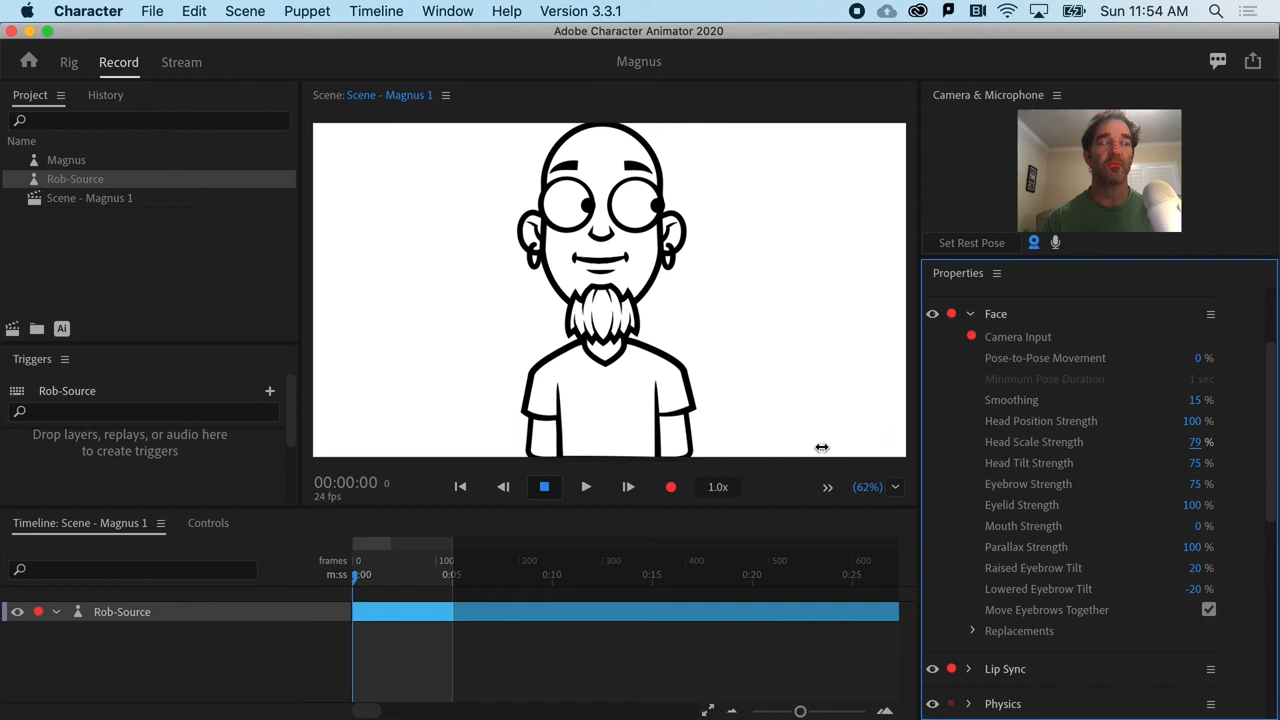 Character File Edit Scene Puppet Timeline Window Help Version 3.3.1 Sun 11:54 AM
Adobe Character Animator 2020
Rig Record Stream Magnus
Project History
Name
Magnus
Rob-Source
Scene - Magnus 1
Ai
Triggers
Rob-Source
Drop layers, replays, or audio here
to create triggers
Scene: Scene - Magnus 1
00:00:00 0
24 fps
1.0x
(62%)
Camera & Microphone
Set Rest Pose
Properties
Face
Camera Input
Pose-to-Pose Movement 0 %
Minimum Pose Duration 1 sec
Smoothing 15 %
Head Position Strength 100 %
Head Scale Strength 79 %
Head Tilt Strength 75 %
Eyebrow Strength 75 %
Eyelid Strength 100 %
Mouth Strength 0 %
Parallax Strength 100 %
Raised Eyebrow Tilt 20 %
Lowered Eyebrow Tilt -20 %
Move Eyebrows Together
Replacements
Lip Sync
Physics
Timeline: Scene - Magnus 1 Controls
frames 0 100 200 300 400 500 600
m:ss :00 0:05 0:10 0:15 0:20 0:25
Rob-Source